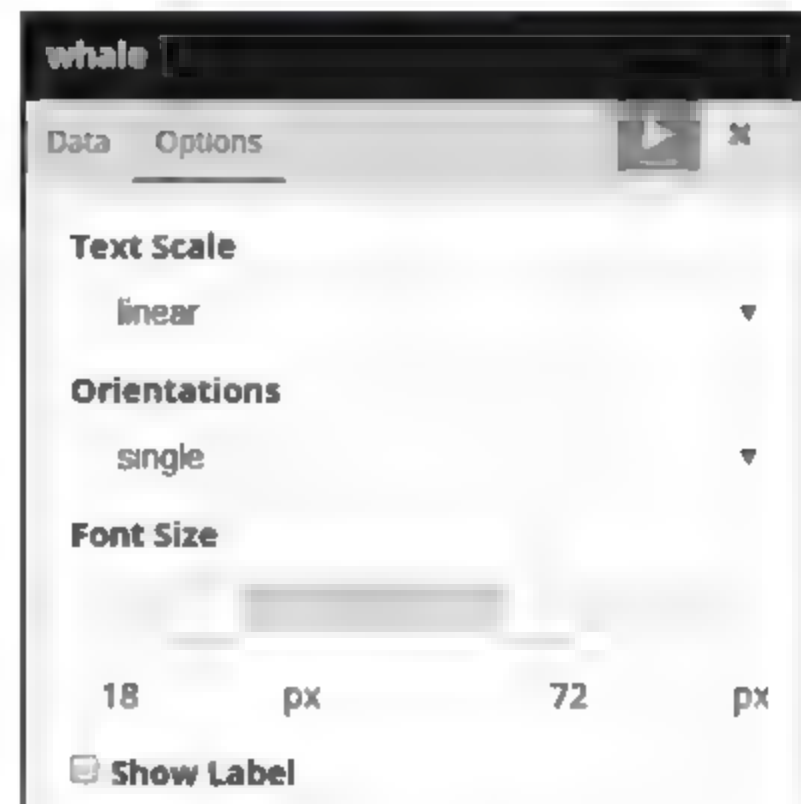 whale
Data Options
Text Scale
linear
Orientations
single
Font Size
18 px 72 px
Show Label